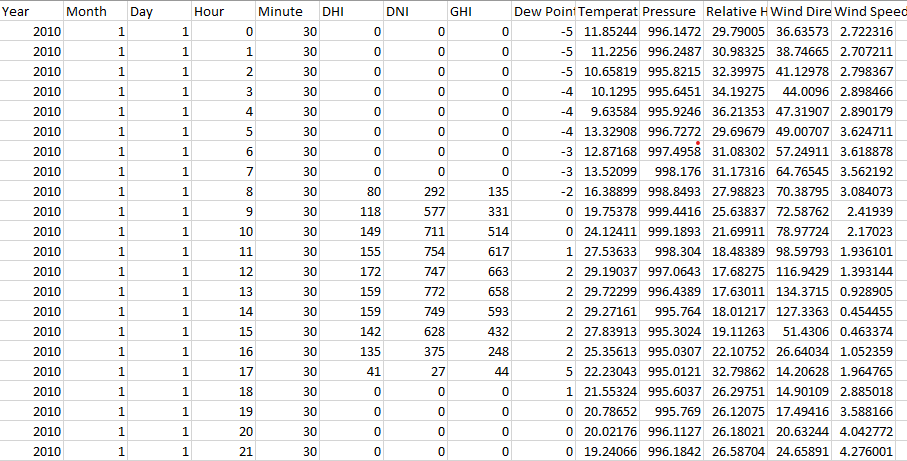 Year Month Day Hour Minute DHI DNI GHI Dew Poin Temperat Pressure Relative H Wind Dire Wind Speed
2010 1 1 0 30 0 0 0 -5 11.85244 996.1472 29.79005 36.63573 2.722316
2010 1 1 1 30 0 0 0 -5 11.2256 996.2487 30.98325 38.74665 2.707211
2010 1 1 2 30 0 0 0 -5 10.65819 995.8215 32.39975 41.12978 2.798367
2010 1 1 3 30 0 0 0 -4 10.1295 995.6451 34.19275 44.0096 2.898466
2010 1 1 4 30 0 0 0 -4 9.63584 995.9246 36.21353 47.31907 2.890179
2010 1 1 5 30 0 0 0 -4 13.32908 996.7272 29.69679 49.00707 3.624711
2010 1 1 6 30 0 0 0 -3 12.87168 997.4958 31.08302 57.24911 3.618878
2010 1 1 7 30 0 0 0 -3 13.52099 998.176 31.17316 64.76545 3.562192
2010 1 1 8 30 80 292 135 -2 16.38899 998.8493 27.98823 70.38795 3.084073
2010 1 1 9 30 118 577 331 0 19.75378 999.4416 25.63837 72.58762 2.41939
2010 1 1 10 30 149 711 514 0 24.12411 999.1893 21.69911 78.97724 2.17023
2010 1 1 11 30 155 754 617 1 27.53633 998.304 18.48389 98.59793 1.936101
2010 1 1 12 30 172 747 663 2 29.19037 997.0643 17.68275 116.9429 1.393144
2010 1 1 13 30 159 772 658 2 29.72299 996.4389 17.63011 134.3715 0.928905
2010 1 1 14 30 159 749 593 2 29.27161 995.764 18.01217 127.3363 0.454455
2010 1 1 15 30 142 628 432 2 27.83913 995.3024 19.11263 51.4306 0.463374
2010 1 1 16 30 135 375 248 2 25.35613 995.0307 22.10752 26.64034 1.052359
2010 1 1 17 30 41 27 44 5 22.23043 995.0121 32.79862 14.20628 1.964765
2010 1 1 18 30 0 0 0 1 21.55324 995.6037 26.29751 14.90109 2.885018
2010 1 1 19 30 0 0 0 0 20.78652 995.769 26.12075 17.49416 3.588166
2010 1 1 20 30 0 0 0 0 20.02176 996.1127 26.18021 20.63244 4.042772
2010 1 1 21 30 0 0 0 0 19.24066 996.1842 26.58704 24.65891 4.276001